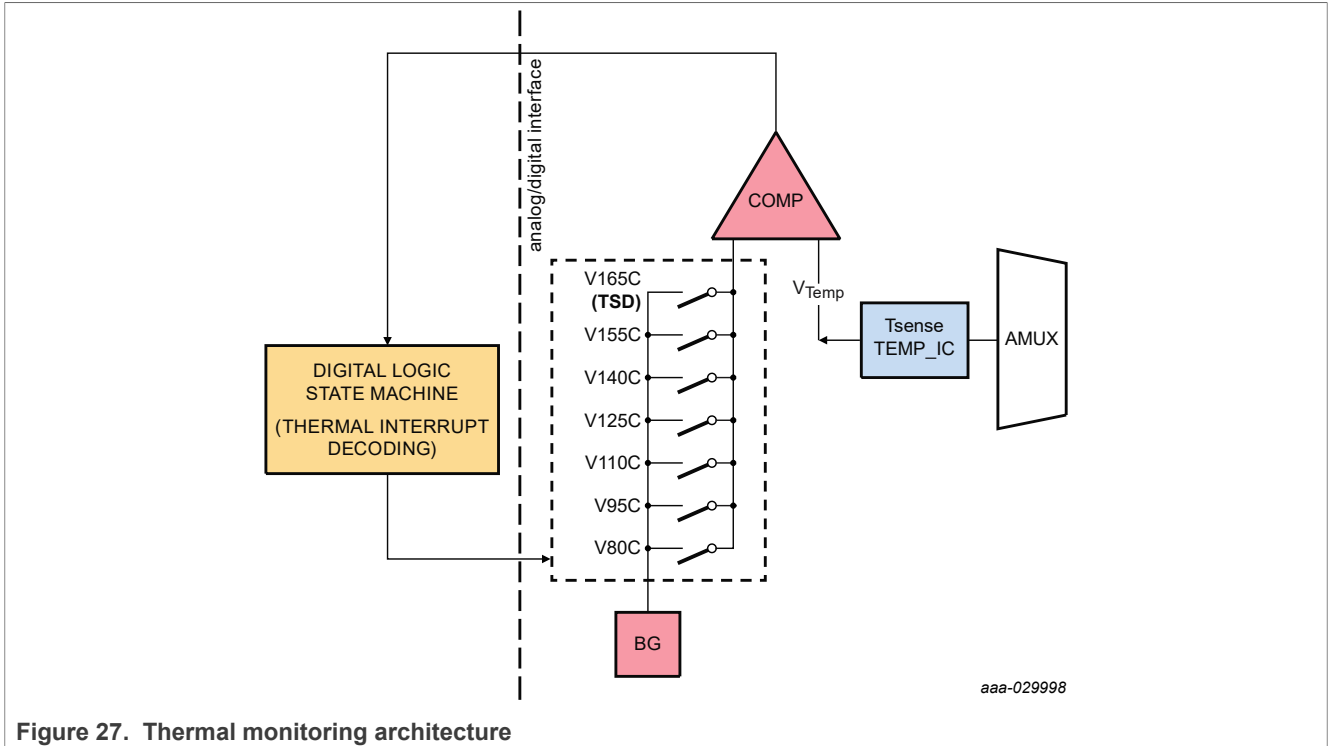 analog/digital interface
COMP
V165C
(TSD)
V155C
V140C
V125C
V110C
V95C
V80C
VTemp
Tsense
TEMP_IC
AMUX
DIGITAL LOGIC
STATE MACHINE
(THERMAL INTERRUPT
DECODING)
BG
aaa-029998
Figure 27. Thermal monitoring architecture